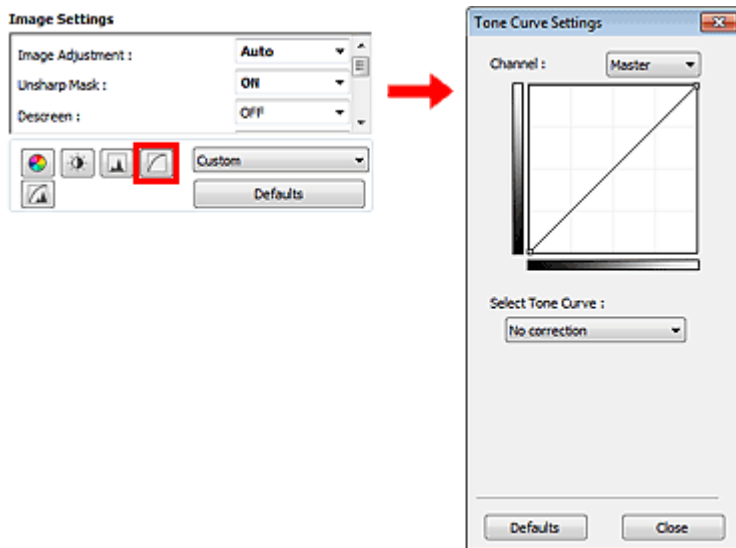 Image Settings
Image Adjustment : Auto
Unsharp Mask : ON
Descreen : OFF
Custom
Defaults
Tone Curve Settings
Channel : Master
Select Tone Curve :
No correction
Defaults Close